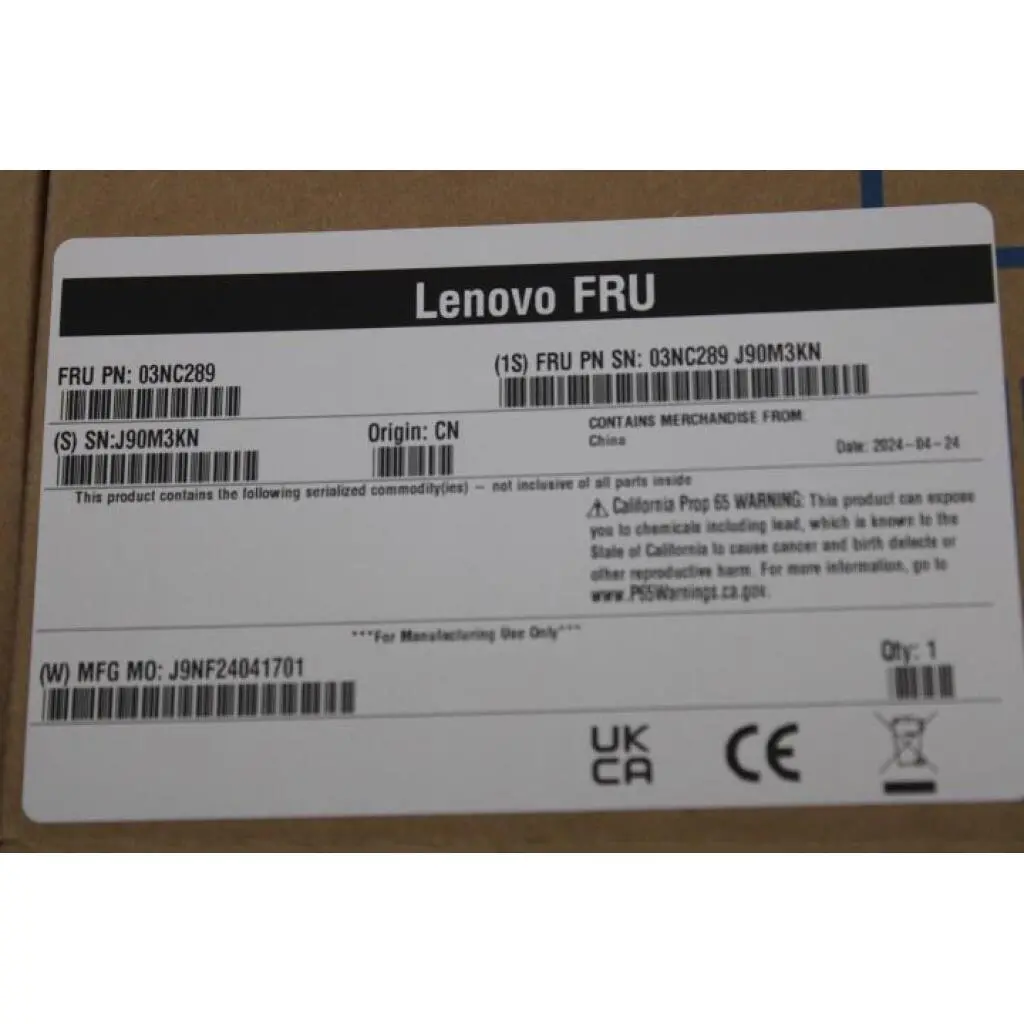 Lenovo FRU
FRU PN: 03NC289
(1S) FRU PN SN: 03NC289 J90M3KN
(S) SN:J90M3KN
Origin: CN
CONTAINS MERCHANDISE FROM:
China
Date: 2024-04-24
This product contains the following serialized commodity(ies) - not inclusive of all parts inside
California Prop 65 WARNING: This product can expose
you to chemicals including lead, which is known to the
State of California to cause cancer and birth defects or
other reproductive harm. For more information, go to
www.P65Warnings.ca.gov.
***For Manufacturing Use Only***
(W) MFG MO: J9NF24041701
Qty: 1
UK
CA
CE